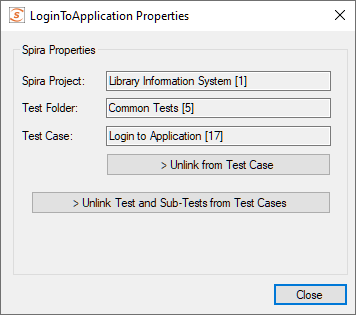 LoginToApplication Properties
Spira Properties
Spira Project: Library Information System [1]
Test Folder: Common Tests [5]
Test Case: Login to Application [17]
> Unlink from Test Case
> Unlink Test and Sub-Tests from Test Cases
Close